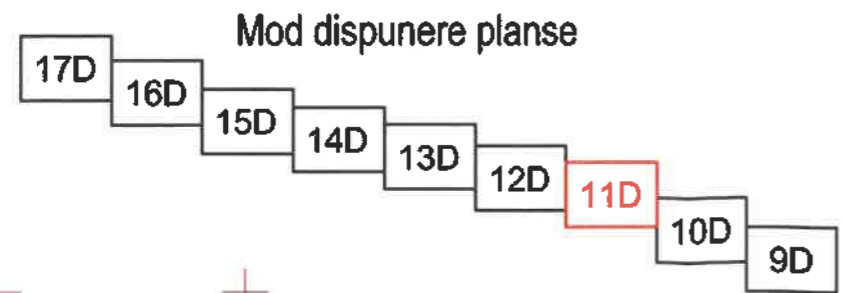 Mod dispunere planse
17D
16D
15D
14D
13D
12D
11D
10D
9D